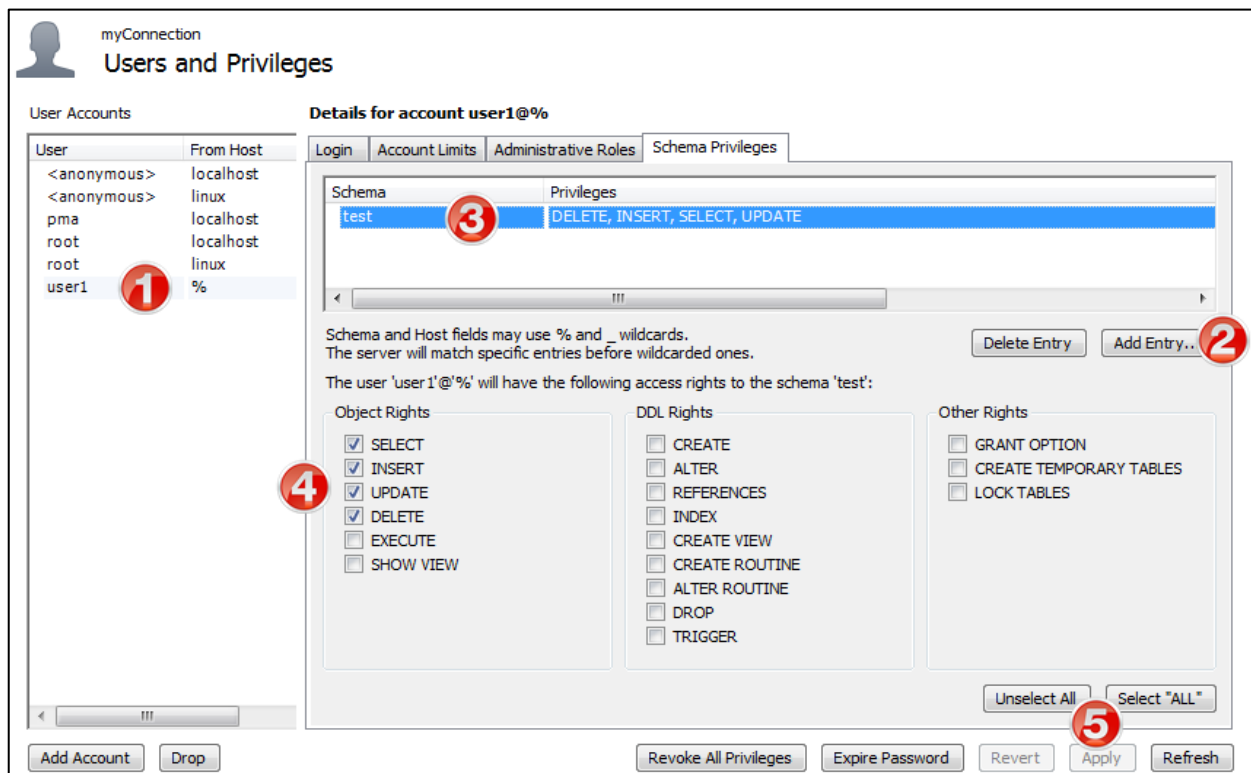 myConnection
Users and Privileges
User Accounts
User From Host
<anonymous> localhost
<anonymous> linux
pma localhost
root localhost
root linux
user1 1 %
Add Account Drop
Details for account user1@%
Login Account Limits Administrative Roles Schema Privileges
Schema Privileges
test 3 DELETE, INSERT, SELECT, UPDATE
Schema and Host fields may use % and _ wildcards.
The server will match specific entries before wildcarded ones.
Delete Entry Add Entry.. 2
The user 'user1'@'%' will have the following access rights to the schema 'test':
Object Rights
SELECT
INSERT
4 UPDATE
DELETE
EXECUTE
SHOW VIEW
DDL Rights
CREATE
ALTER
REFERENCES
INDEX
CREATE VIEW
CREATE ROUTINE
ALTER ROUTINE
DROP
TRIGGER
Other Rights
GRANT OPTION
CREATE TEMPORARY TABLES
LOCK TABLES
Unselect All Select "ALL"
5
Revoke All Privileges Expire Password Revert Apply Refresh